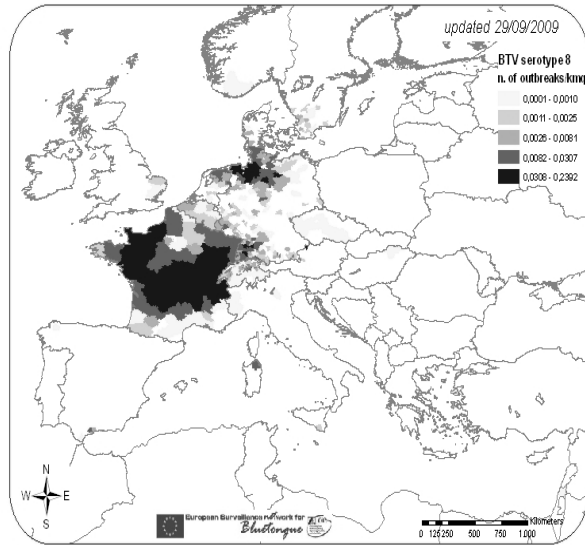 updated 29/09/2009
BTV serotype 8
n. of outbreaks/kmq
0,0001 - 0,0010
0,0011 - 0,0025
0,0026 - 0,0081
0,0082 - 0,0307
0,0308 - 0,2392
N
W E
S
European Surveillance network for
Bluetongue
Kilometers
0 125 250 500 750 1.000